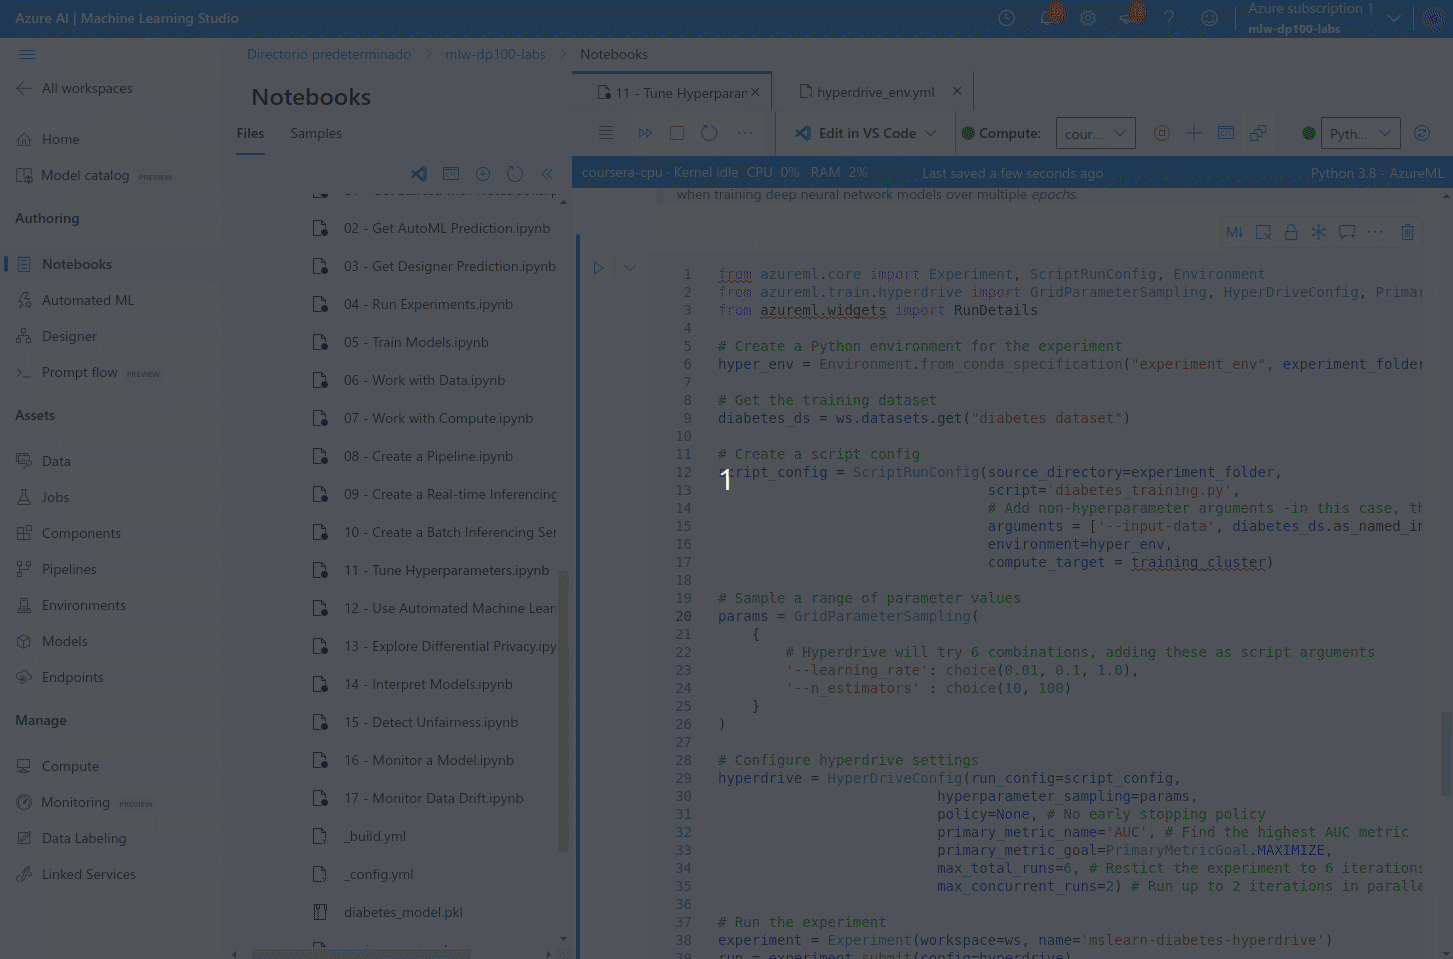 Azure AI | Machine Learning Studio
Azure subscription 1
mlw-dp100-labs
Directorio predeterminado > mlw-dp100-labs > Notebooks
All workspaces
Home
Model catalog PREVIEW
Authoring
Notebooks
Automated ML
Designer
Prompt flow PREVIEW
Assets
Data
Jobs
Components
Pipelines
Environments
Models
Endpoints
Manage
Compute
Monitoring PREVIEW
Data Labeling
Linked Services
Notebooks
Files Samples
02 - Get AutoML Prediction.ipynb
03 - Get Designer Prediction.ipynb
04 - Run Experiments.ipynb
05 - Train Models.ipynb
06 - Work with Data.ipynb
07 - Work with Compute.ipynb
08 - Create a Pipeline.ipynb
09 - Create a Real-time Inferencing
10 - Create a Batch Inferencing Ser
11 - Tune Hyperparameters.ipynb
12 - Use Automated Machine Lear
13 - Explore Differential Privacy.ipy
14 - Interpret Models.ipynb
15 - Detect Unfairness.ipynb
16 - Monitor a Model.ipynb
17 - Monitor Data Drift.ipynb
_build.yml
_config.yml
diabetes_model.pkl
11 - Tune Hyperparam hyperdrive_env.yml
Edit in VS Code Compute: cour... Pyth...
coursera-cpu · Kernel idle CPU 0% RAM 2% Last saved a few seconds ago Python 3.8 - AzureML
when training deep neural network models over multiple epochs.
M↓
1 from azureml.core import Experiment, ScriptRunConfig, Environment
2 from azureml.train.hyperdrive import GridParameterSampling, HyperDriveConfig, Primar
3 from azureml.widgets import RunDetails
4
5 # Create a Python environment for the experiment
6 hyper_env = Environment.from_conda_specification("experiment_env", experiment_folder
7
8 # Get the training dataset
9 diabetes_ds = ws.datasets.get("diabetes dataset")
10
11 # Create a script config
12 script_config = ScriptRunConfig(source_directory=experiment_folder,
13 script='diabetes_training.py',
14 # Add non-hyperparameter arguments -in this case, th
15 arguments = ['--input-data', diabetes_ds.as_named_in
16 environment=hyper_env,
17 compute_target = training_cluster)
18
19 # Sample a range of parameter values
20 params = GridParameterSampling(
21 {
22 # Hyperdrive will try 6 combinations, adding these as script arguments
23 '--learning_rate': choice(0.01, 0.1, 1.0),
24 '--n_estimators' : choice(10, 100)
25 }
26 )
27
28 # Configure hyperdrive settings
29 hyperdrive = HyperDriveConfig(run_config=script_config,
30 hyperparameter_sampling=params,
31 policy=None, # No early stopping policy
32 primary_metric_name='AUC', # Find the highest AUC metric
33 primary_metric_goal=PrimaryMetricGoal.MAXIMIZE,
34 max_total_runs=6, # Restict the experiment to 6 iterations
35 max_concurrent_runs=2) # Run up to 2 iterations in paralle
36
37 # Run the experiment
38 experiment = Experiment(workspace=ws, name='mslearn-diabetes-hyperdrive')
39 run = experiment.submit(config=hyperdrive)
1